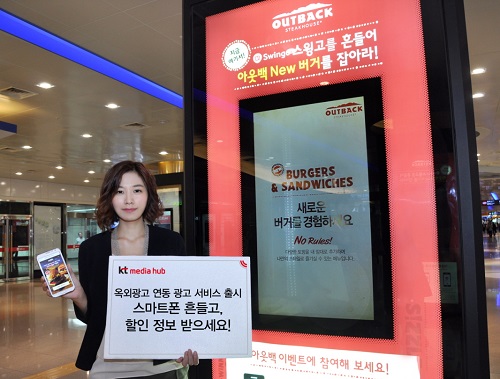 OUTBACK
STEAKHOUSE
지금
여기서!
Swingo 스윙고를 흔들어
아웃백 New 버거를 잡아라!
OUTBACK
BURGERS
& SANDWICHES
새로운
버거를 경험하세요
No Rules!
kt media hub
옥외광고 연동 광고 서비스 출시
스마트폰 흔들고,
할인 정보 받으세요!
아웃백 이벤트에 참여해 보세요!